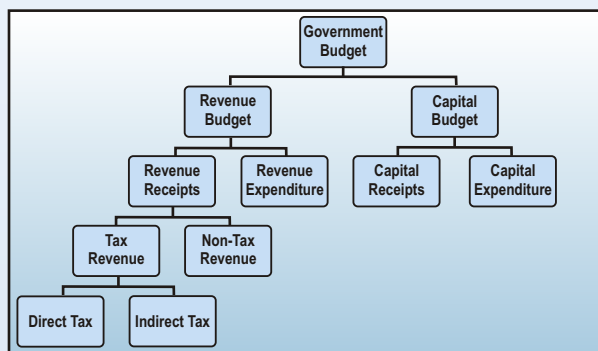 Government
Budget
Revenue
Budget
Capital
Budget
Revenue
Receipts
Revenue
Expenditure
Capital
Receipts
Capital
Expenditure
Tax
Revenue
Non-Tax
Revenue
Direct Tax
Indirect Tax